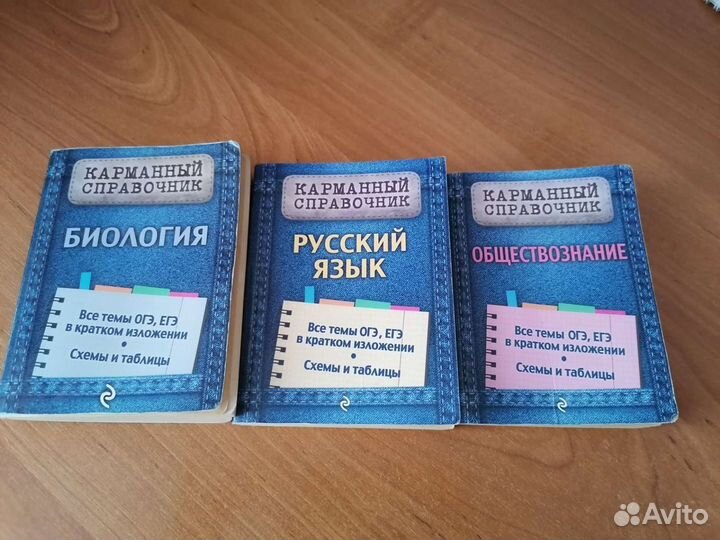 КАРМАННЫЙ
СПРАВОЧНИК
БИОЛОГИЯ
Все темы ОГЭ, ЕГЭ
в кратком изложении
•
Схемы и таблицы
КАРМАННЫЙ
СПРАВОЧНИК
РУССКИЙ
ЯЗЫК
Все темы ОГЭ, ЕГЭ
в кратком изложении
•
Схемы и таблицы
КАРМАННЫЙ
СПРАВОЧНИК
ОБЩЕСТВОЗНАНИЕ
Все темы ОГЭ, ЕГЭ
в кратком изложении
•
Схемы и таблицы
Avito